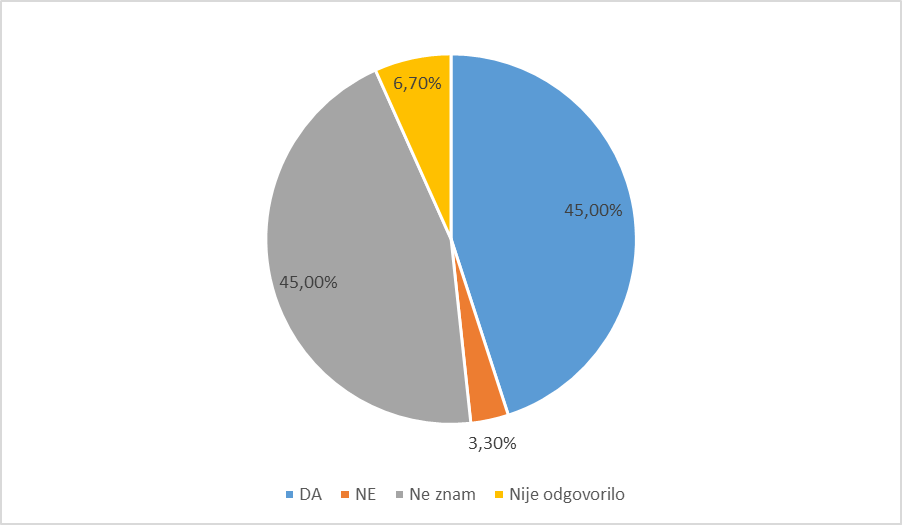 6,70%
45,00%
45,00%
3,30%
DA NE Ne znam Nije odgovorilo